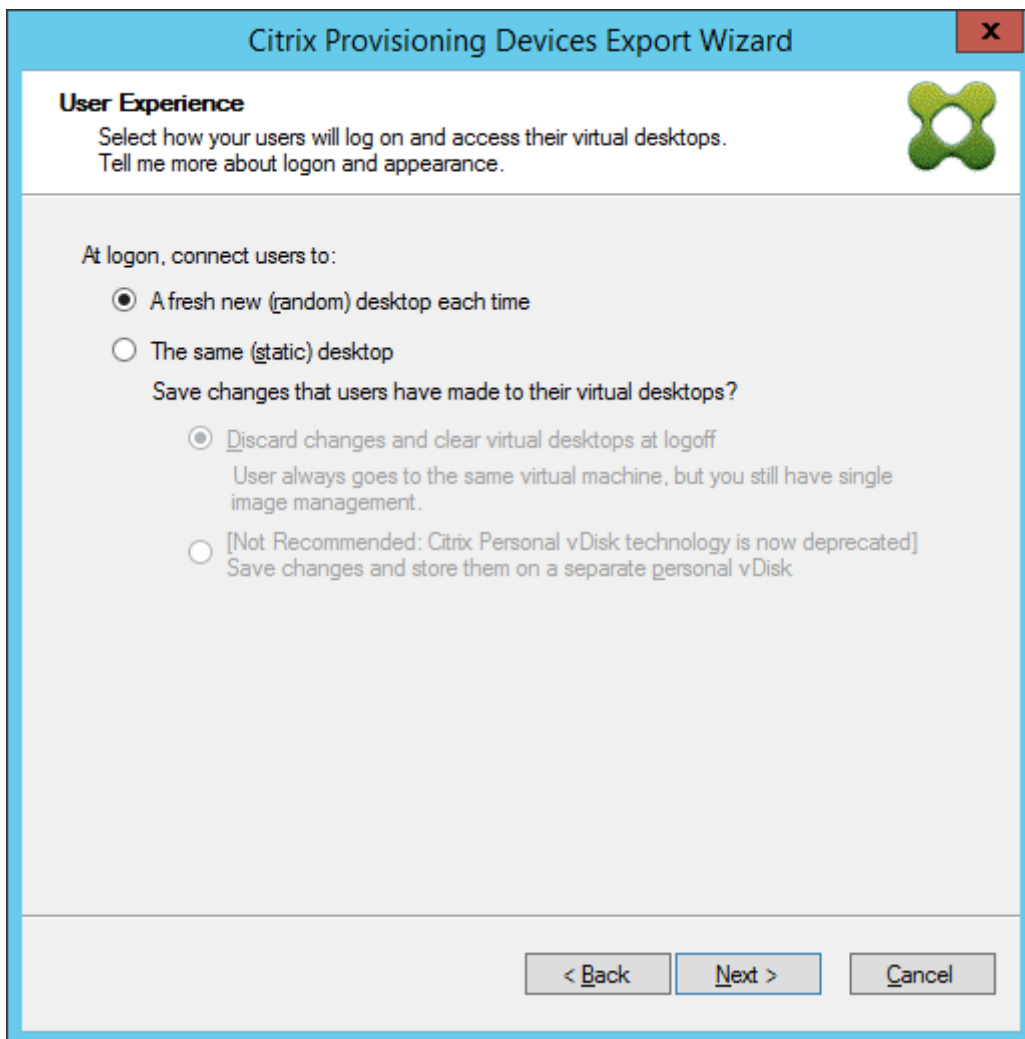 Citrix Provisioning Devices Export Wizard
x
User Experience
Select how your users will log on and access their virtual desktops.
Tell me more about logon and appearance.
At logon, connect users to:
A fresh new (random) desktop each time
The same (static) desktop
Save changes that users have made to their virtual desktops?
Discard changes and clear virtual desktops at logoff
User always goes to the same virtual machine, but you still have single
image management.
[Not Recommended: Citrix Personal vDisk technology is now deprecated]
Save changes and store them on a separate personal vDisk
< Back
Next >
Cancel